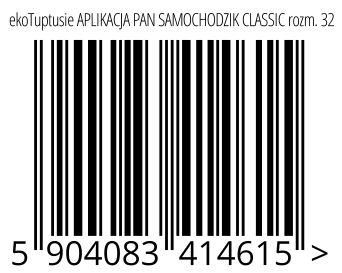 ekoTuptusie APLIKACJA PAN SAMOCHODZIK CLASSIC rozm. 32
5 904083 414615 >